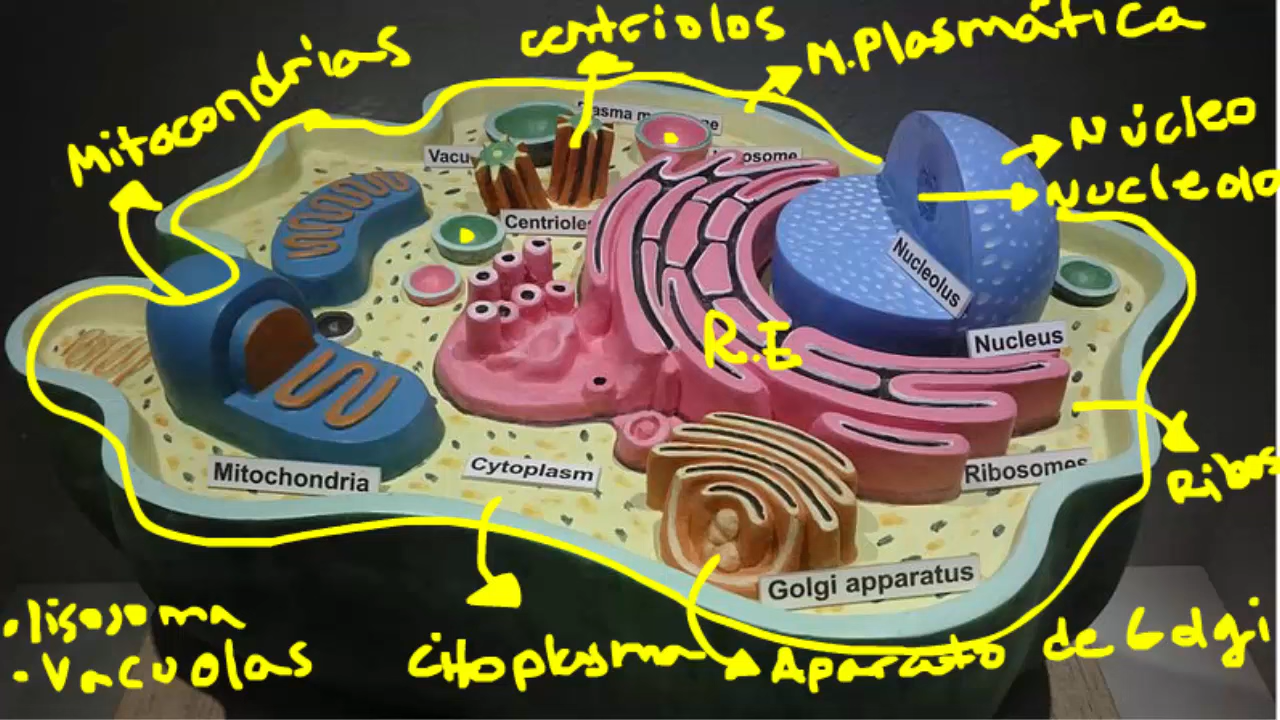 centriolos
M.Plasmática
Mitocondrias
Núcleo
Nucleolo
Centrioles
Nucleolus
R.E
Nucleus
Mitochondria
Cytoplasm
Ribosomes
Ribos
Golgi apparatus
•lisosoma
•Vacuolas
Citoplasma
Aparato de Golgi